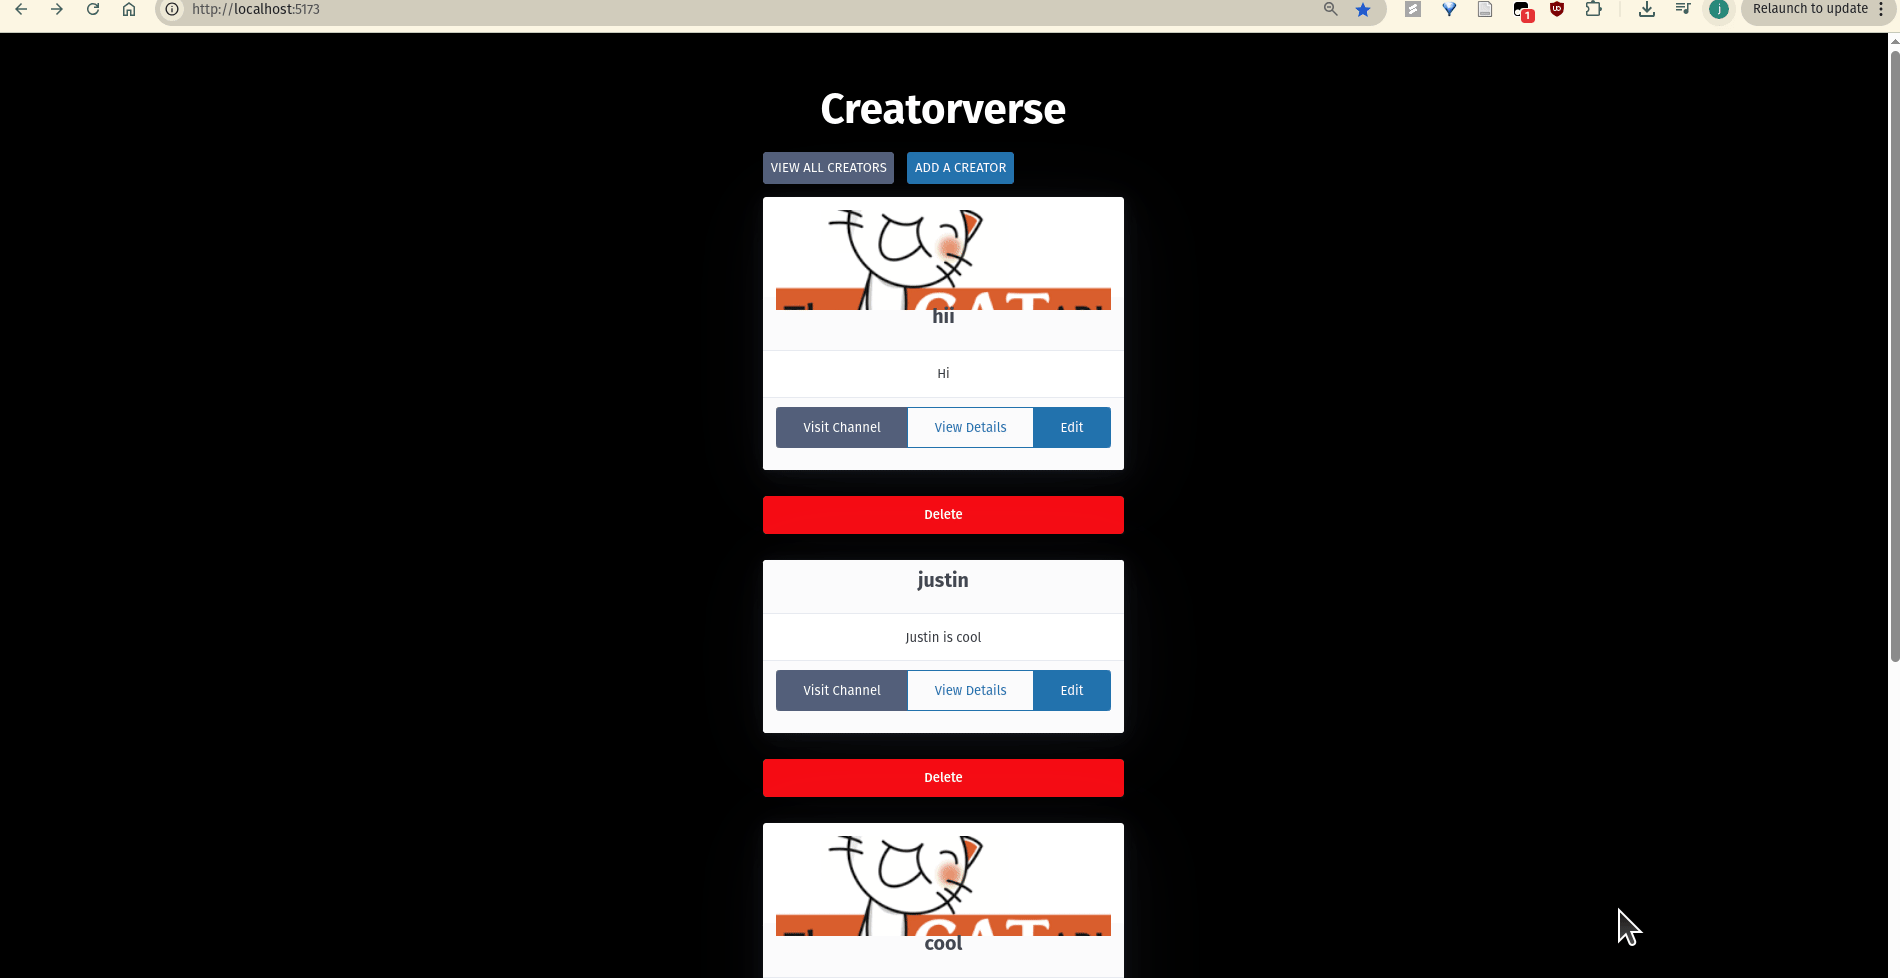 http://localhost:5173
1
j
Relaunch to update
Creatorverse
VIEW ALL CREATORS
ADD A CREATOR
hii
Hi
Visit Channel
View Details
Edit
Delete
justin
Justin is cool
Visit Channel
View Details
Edit
Delete
cool